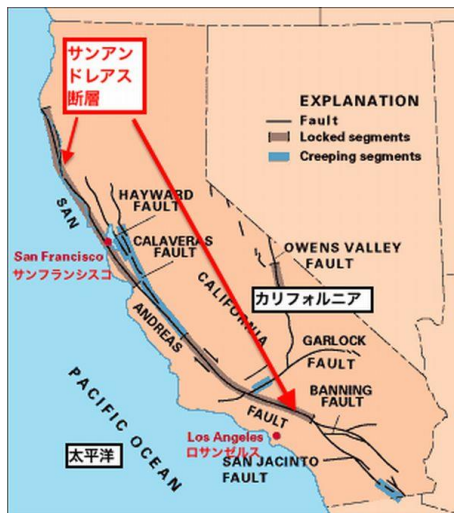 サンアン
ドレアス
断層
EXPLANATION
Fault
Locked segments
Creeping segments
SAN
HAYWARD
FAULT
San Francisco
サンフランシスコ
CALAVERAS
FAULT
OWENS VALLEY
FAULT
CALIFORNIA
カリフォルニア
ANDREAS
GARLOCK
FAULT
BANNING
FAULT
FAULT
PACIFIC OCEAN
太平洋
Los Angeles
ロサンゼルス
SAN JACINTO
FAULT